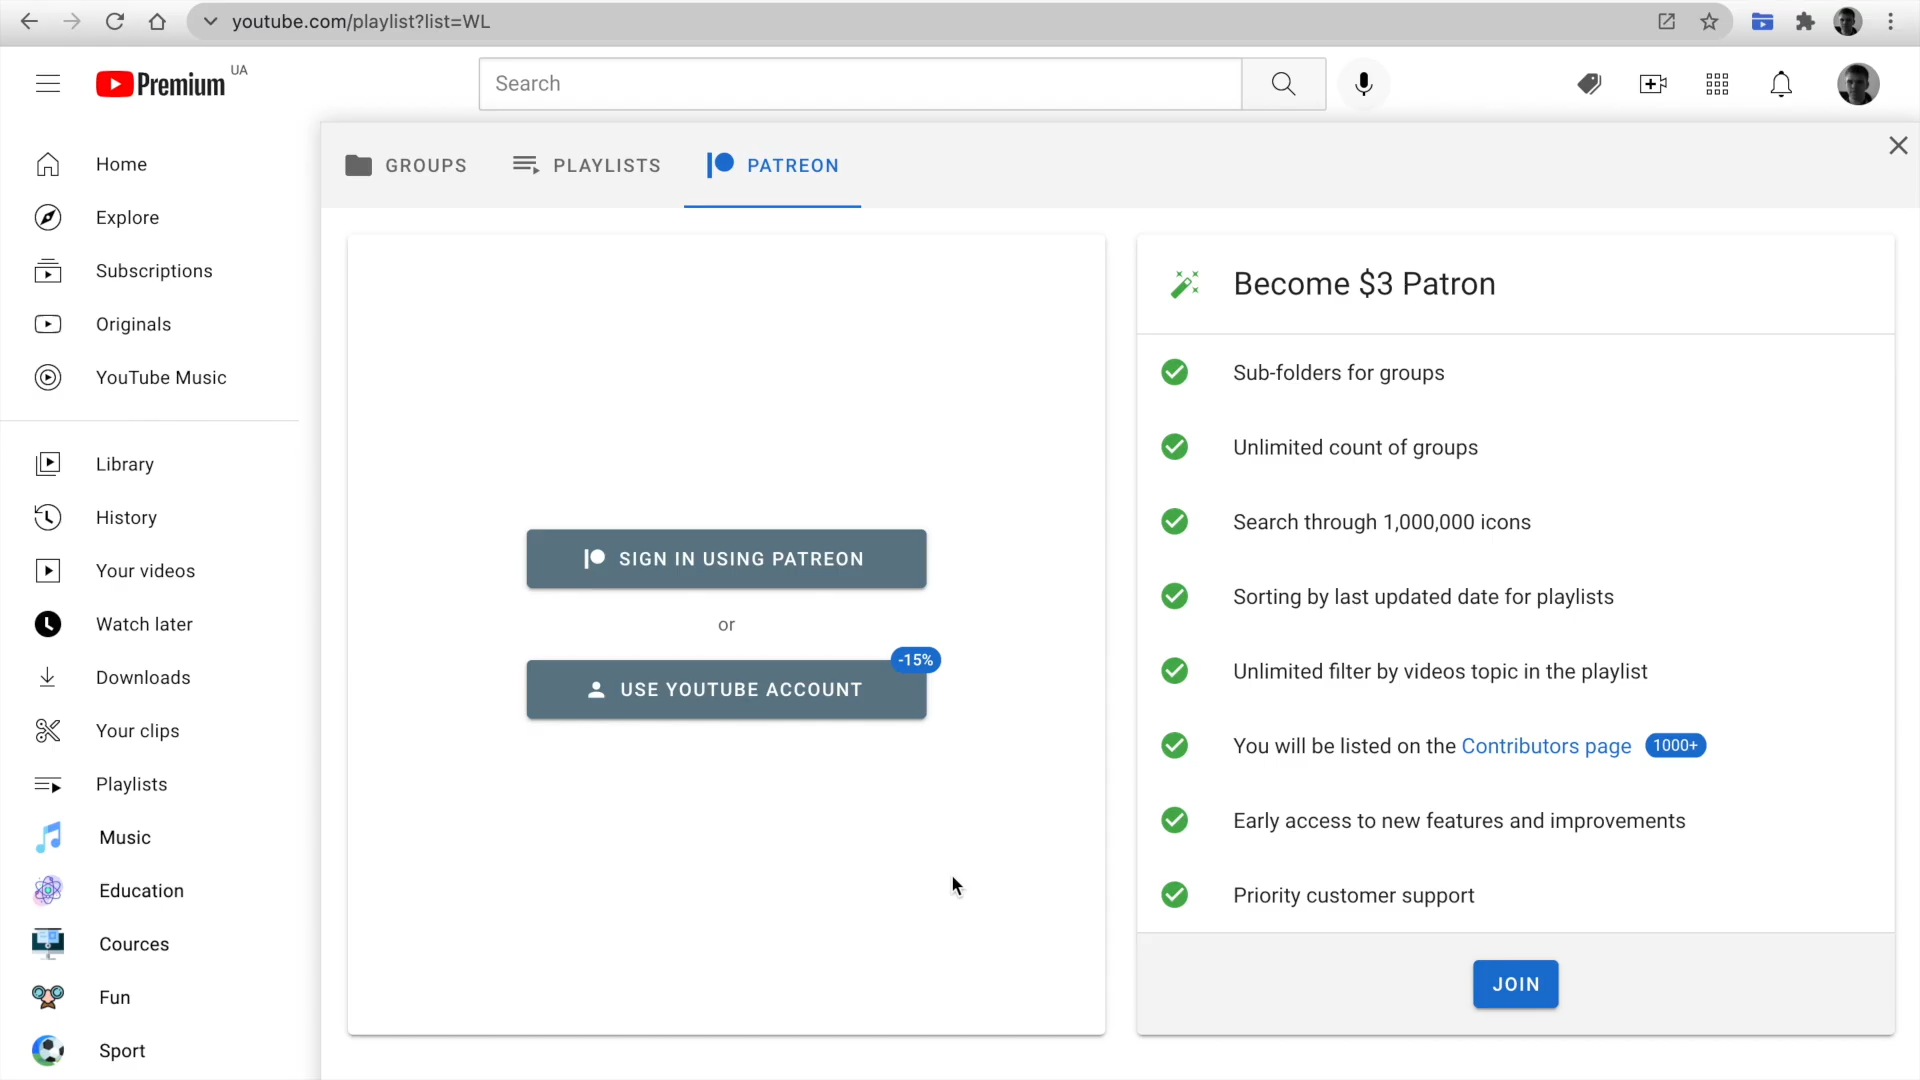 youtube.com/playlist?list=WL
Premium UA
Search
Home
Explore
Subscriptions
Originals
YouTube Music
Library
History
Your videos
Watch later
Downloads
Your clips
Playlists
Music
Education
Cources
Fun
Sport
GROUPS PLAYLISTS PATREON
SIGN IN USING PATREON
or
-15%
USE YOUTUBE ACCOUNT
Become $3 Patron
Sub-folders for groups
Unlimited count of groups
Search through 1,000,000 icons
Sorting by last updated date for playlists
Unlimited filter by videos topic in the playlist
You will be listed on the Contributors page 1000+
Early access to new features and improvements
Priority customer support
JOIN